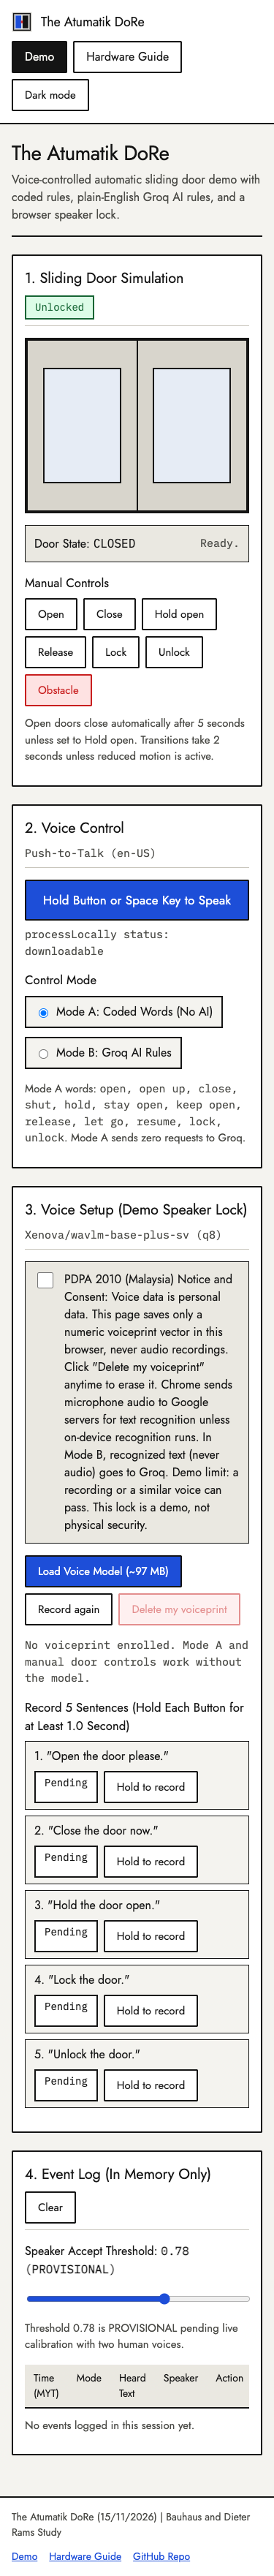 The Atumatik DoRe
Demo
Hardware Guide
Dark mode
The Atumatik DoRe
Voice-controlled automatic sliding door demo with
coded rules, plain-English Groq AI rules, and a
browser speaker lock.
1. Sliding Door Simulation
Unlocked
Door State: CLOSED
Ready.
Manual Controls
Open
Close
Hold open
Release
Lock
Unlock
Obstacle
Open doors close automatically after 5 seconds
unless set to Hold open. Transitions take 2
seconds unless reduced motion is active.
2. Voice Control
Push-to-Talk (en-US)
Hold Button or Space Key to Speak
processLocally status:
downloadable
Control Mode
Mode A: Coded Words (No AI)
Mode B: Groq AI Rules
Mode A words: open, open up, close,
shut, hold, stay open, keep open,
release, let go, resume, lock,
unlock. Mode A sends zero requests to Groq.
3. Voice Setup (Demo Speaker Lock)
Xenova/wavlm-base-plus-sv (q8)
PDPA 2010 (Malaysia) Notice and
Consent: Voice data is personal
data. This page saves only a
numeric voiceprint vector in this
browser, never audio recordings.
Click "Delete my voiceprint"
anytime to erase it. Chrome sends
microphone audio to Google
servers for text recognition unless
on-device recognition runs. In
Mode B, recognized text (never
audio) goes to Groq. Demo limit: a
recording or a similar voice can
pass. This lock is a demo, not
physical security.
Load Voice Model (~97 MB)
Record again
Delete my voiceprint
No voiceprint enrolled. Mode A and
manual door controls work without
the model.
Record 5 Sentences (Hold Each Button for
at Least 1.0 Second)
1. "Open the door please."
Pending
Hold to record
2. "Close the door now."
Pending
Hold to record
3. "Hold the door open."
Pending
Hold to record
4. "Lock the door."
Pending
Hold to record
5. "Unlock the door."
Pending
Hold to record
4. Event Log (In Memory Only)
Clear
Speaker Accept Threshold: 0.78
(PROVISIONAL)
Threshold 0.78 is PROVISIONAL pending live
calibration with two human voices.
Time (MYT)
Mode
Heard Text
Speaker
Action
No events logged in this session yet.
The Atumatik DoRe (15/11/2026) | Bauhaus and Dieter
Rams Study
Demo
Hardware Guide
GitHub Repo